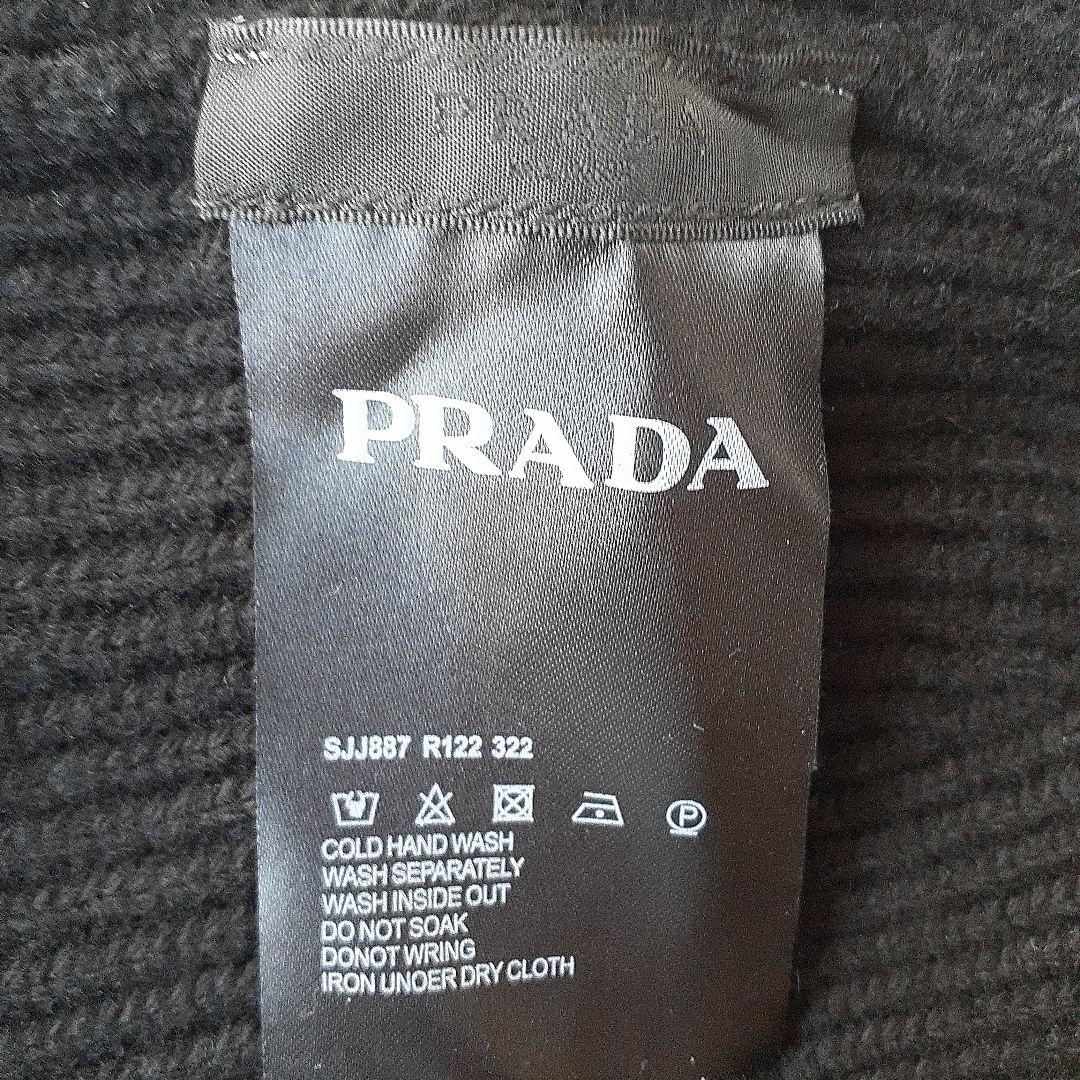 PRADA
PRADA
SJJ887 R122 322
P
COLD HAND WASH
WASH SEPARATELY
WASH INSIDE OUT
DO NOT SOAK
DONOT WRING
IRON UNOER DRY CLOTH